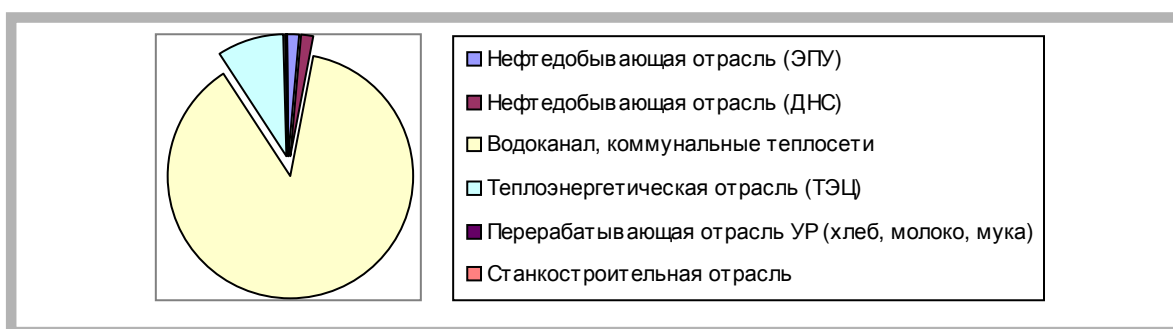 Нефтедобывающая отрасль (ЭПУ)
Нефтедобывающая отрасль (ДНС)
Водоканал, коммунальные теплосети
Теплоэнергетическая отрасль (ТЭЦ)
Перерабатывающая отрасль УР (хлеб, молоко, мука)
Станкостроительная отрасль